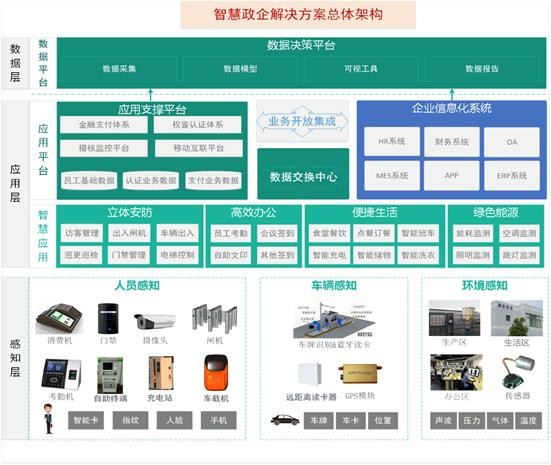 智慧政企解决方案总体架构
数据层
数据平台
数据决策平台
数据采集 数据模型 可视工具 数据报告
应用层
应用平台
应用支撑平台
金融支付体系 权鉴认证体系
稽核监控平台 移动互联平台
员工基础数据 认证业务数据 支付业务数据
业务开放集成
数据交换中心
企业信息化系统
HR系统 财务系统 OA
MES系统 APP ERP系统
智慧应用
立体安防
访客管理 出入闸机 车辆出入
巡更巡检 门禁管理 电梯控制
高效办公
员工考勤 会议签到
自助文印 其他签到
便捷生活
食堂餐饮 点餐订餐 智能班车
智能充电 智能储物 智能洗衣
绿色能源
能耗监测 空调监测
照明监测 路灯监测
感知层
人员感知
消费机 门禁 摄像头 闸机
考勤机 自助终端 充电站 车载机
智能卡 指纹 人脸 手机
车辆感知
车牌识别&蓝牙读卡
远距离读卡器 GPS模块
车牌 车卡 位置
环境感知
生产区 生活区
办公区 传感器
声波 压力 气体 温度